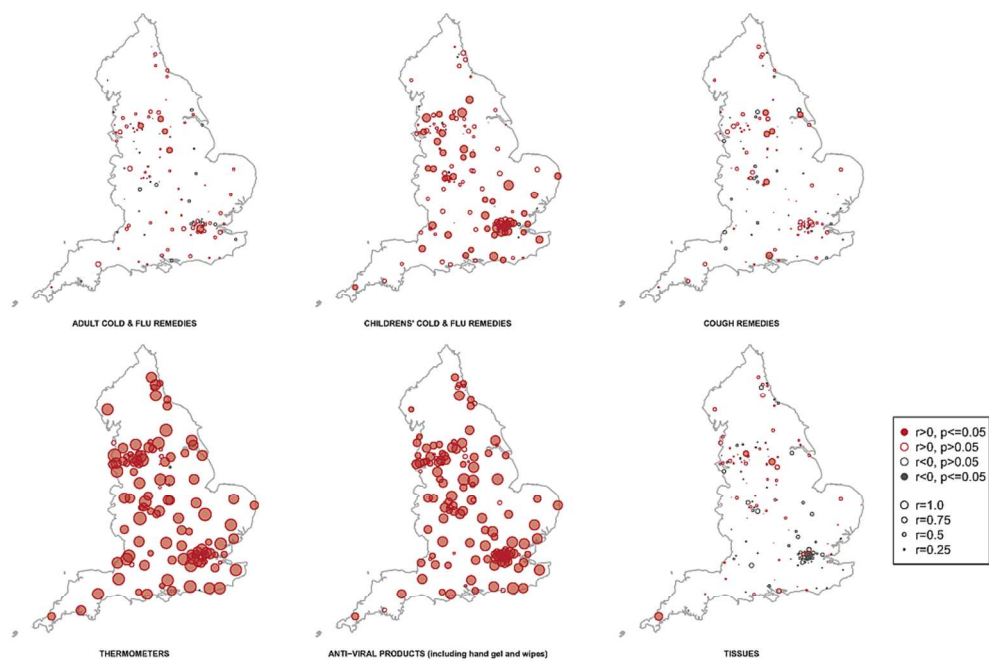 ADULT COLD & FLU REMEDIES
CHILDRENS' COLD & FLU REMEDIES
COUGH REMEDIES
THERMOMETERS
ANTI−VIRAL PRODUCTS (including hand gel and wipes)
TISSUES
r>0, p<=0.05
r>0, p>0.05
r<0, p>0.05
r<0, p<=0.05
r=1.0
r=0.75
r=0.5
r=0.25